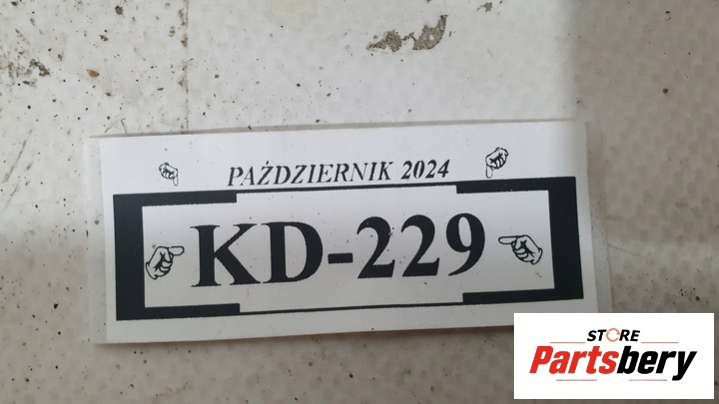 PAŹDZIERNIK 2024
KD-229
STORE
Partsbery